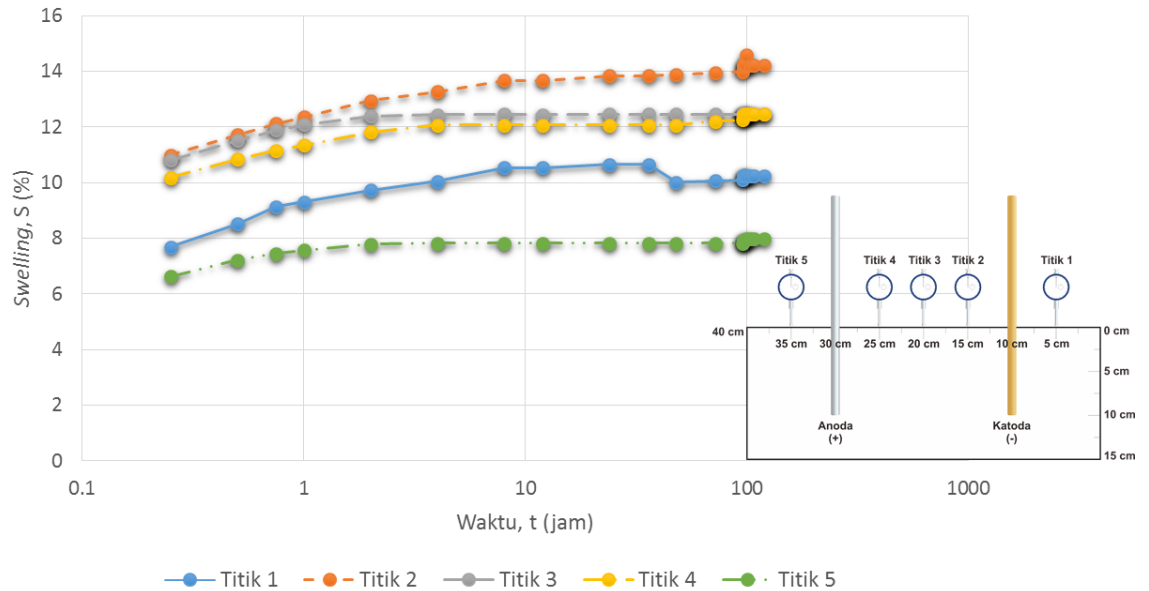 16
14
12
10
8
6
4
2
0
Swelling, S (%)
0.1 1 10 100 1000
Waktu, t (jam)
Titik 5 Titik 4 Titik 3 Titik 2 Titik 1
40 cm 0 cm
35 cm 30 cm 25 cm 20 cm 15 cm 10 cm 5 cm
5 cm
10 cm
Anoda Katoda
(+) (-)
15 cm
Titik 1 Titik 2 Titik 3 Titik 4 Titik 5